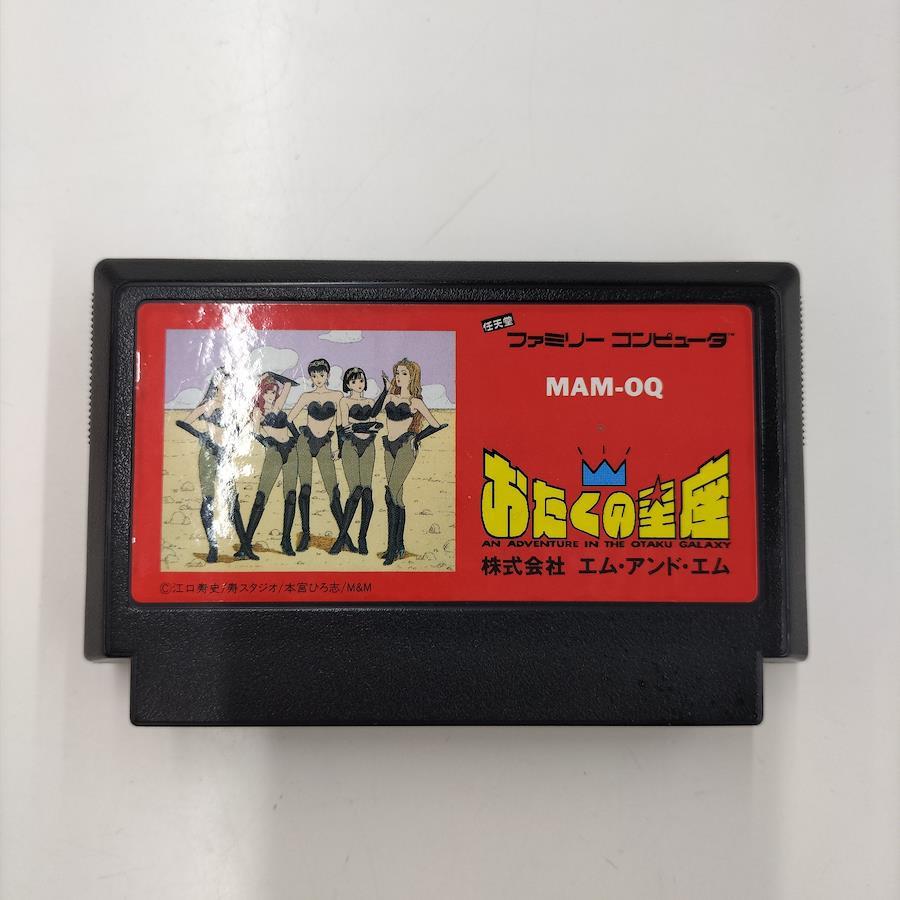 任天堂
ファミリー コンピュータ™
MAM-OQ
おたくの星座
AN ADVENTURE IN THE OTAKU GALAXY
株式会社 エム・アンド・エム
©江口寿史/寿スタジオ/本宮ひろ志/M&M